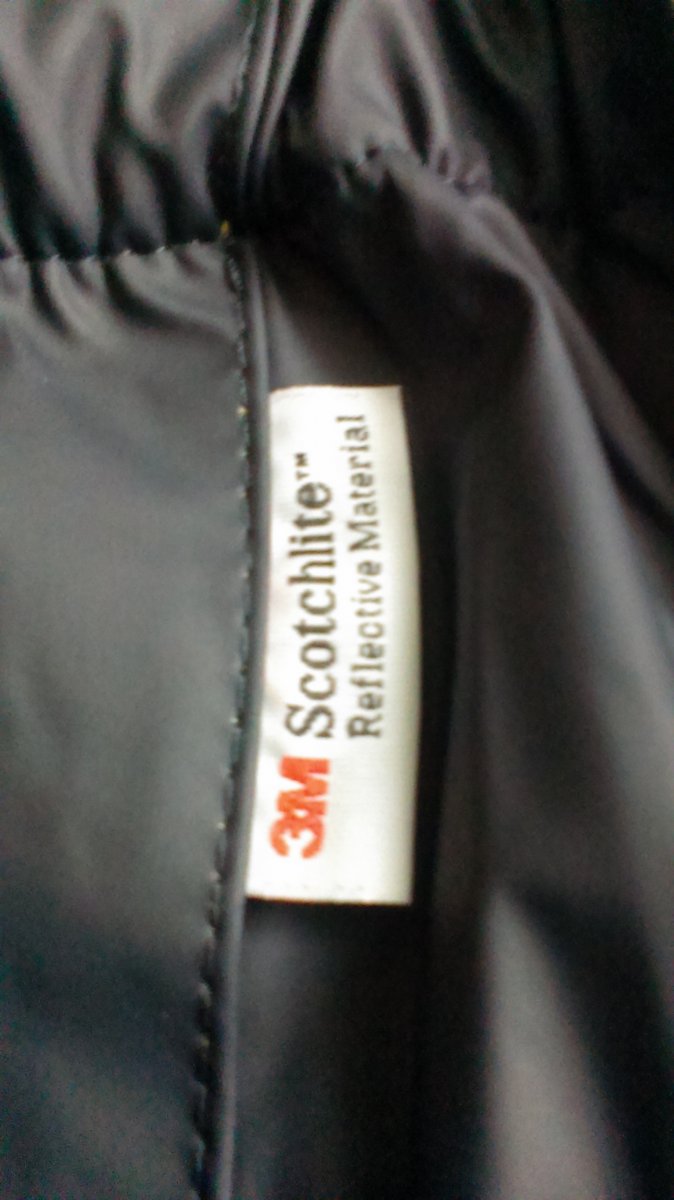 3M Scotchlite™
Reflective Material